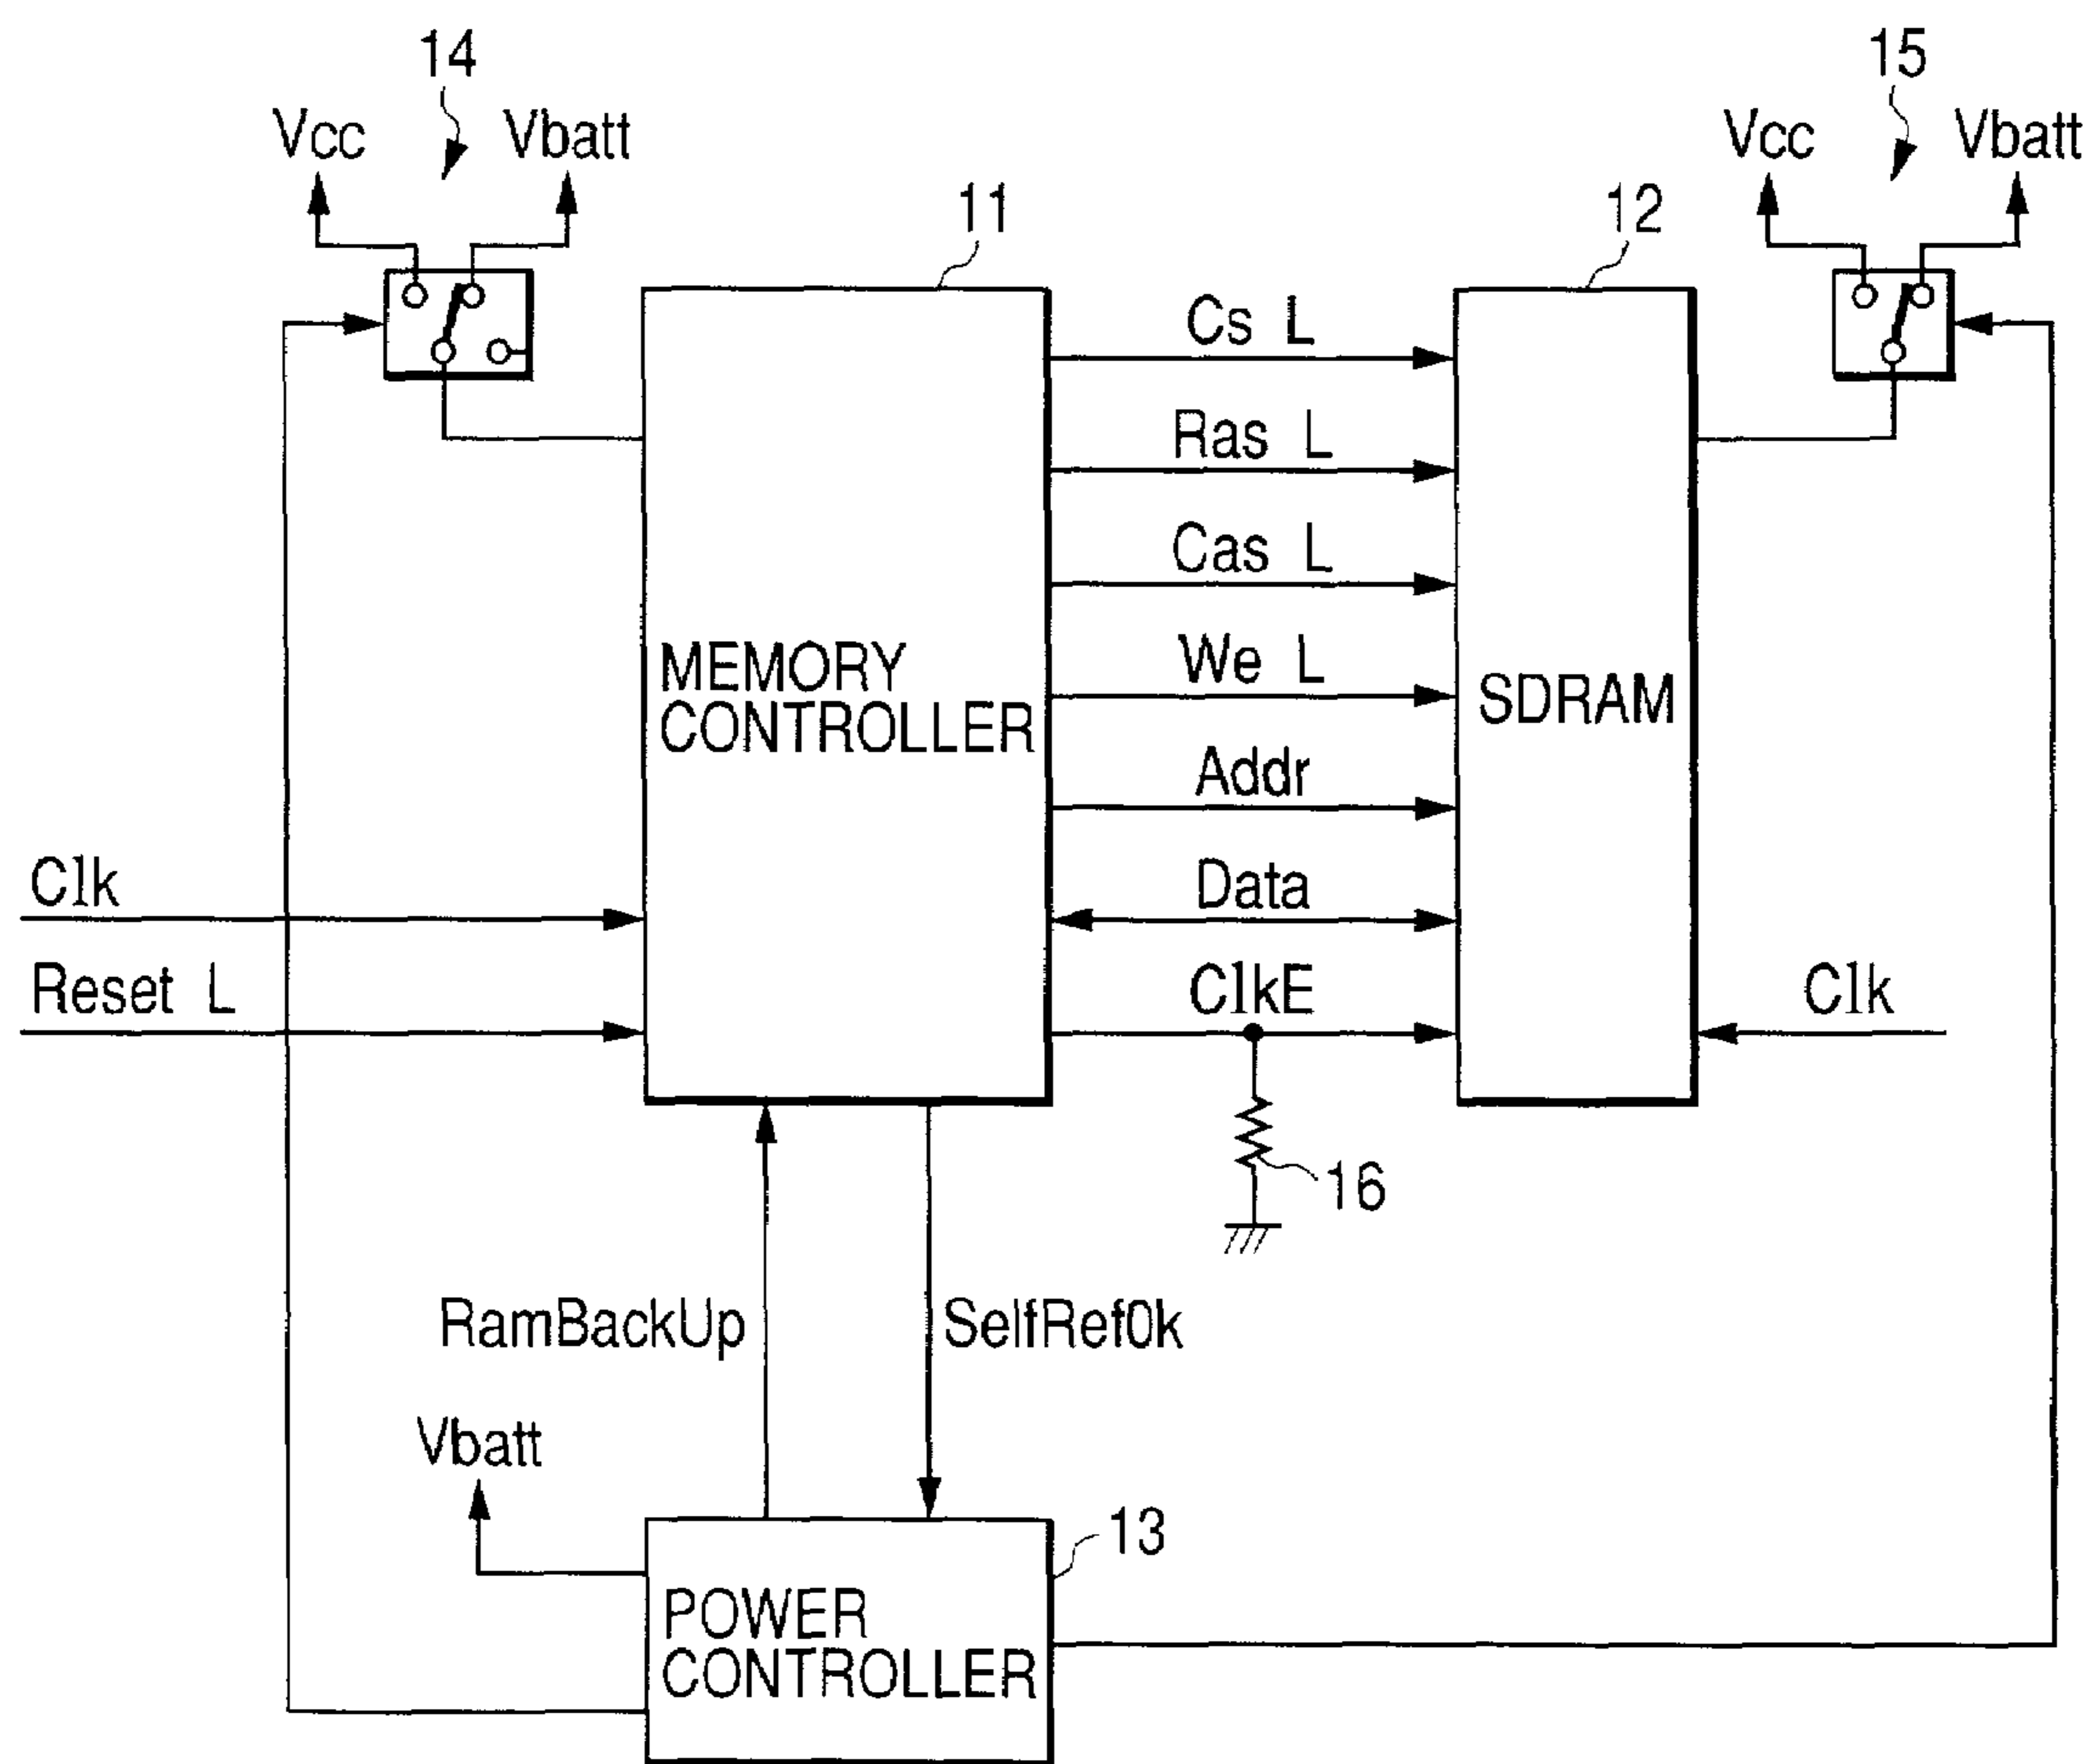 14
15
Vcc
Vbatt
Vcc
Vbatt
11
12
Cs L
Ras L
Cas L
We L
MEMORY
CONTROLLER
SDRAM
Addr
Clk
Data
Reset L
ClkE
Clk
16
RamBackUp
SelfRefOk
Vbatt
13
POWER
CONTROLLER